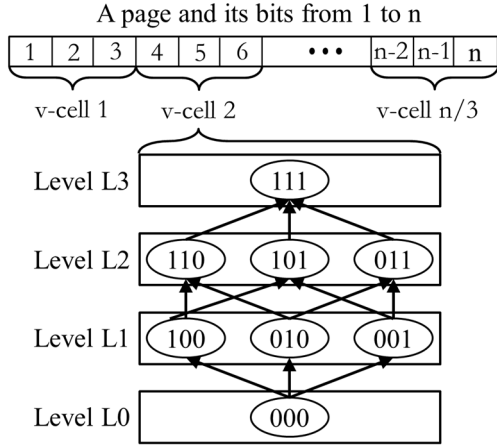 A page and its bits from 1 to n
1 2 3 4 5 6 ••• n-2 n-1 n
v-cell 1 v-cell 2 v-cell n/3
Level L3 111
Level L2 110 101 011
Level L1 100 010 001
Level L0 000